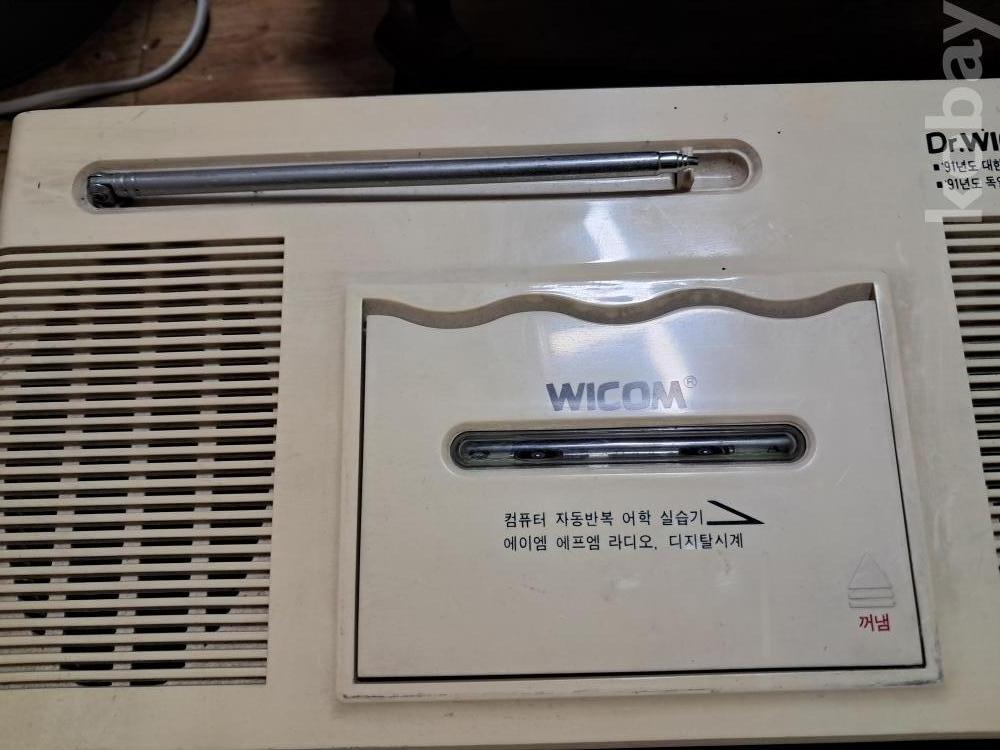 Dr.WI
■'91년도 대한
■'91년도 독일
WICOM®
컴퓨터 자동반복 어학 실습기
에이엠 에프엠 라디오, 디지탈시계
꺼냄